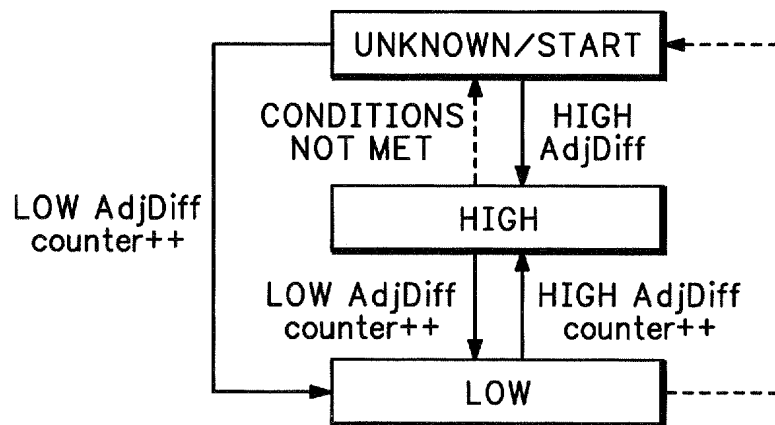 UNKNOWN/START
CONDITIONS
NOT MET
HIGH
AdjDiff
LOW AdjDiff
counter++
HIGH
LOW AdjDiff
counter++
HIGH AdjDiff
counter++
LOW